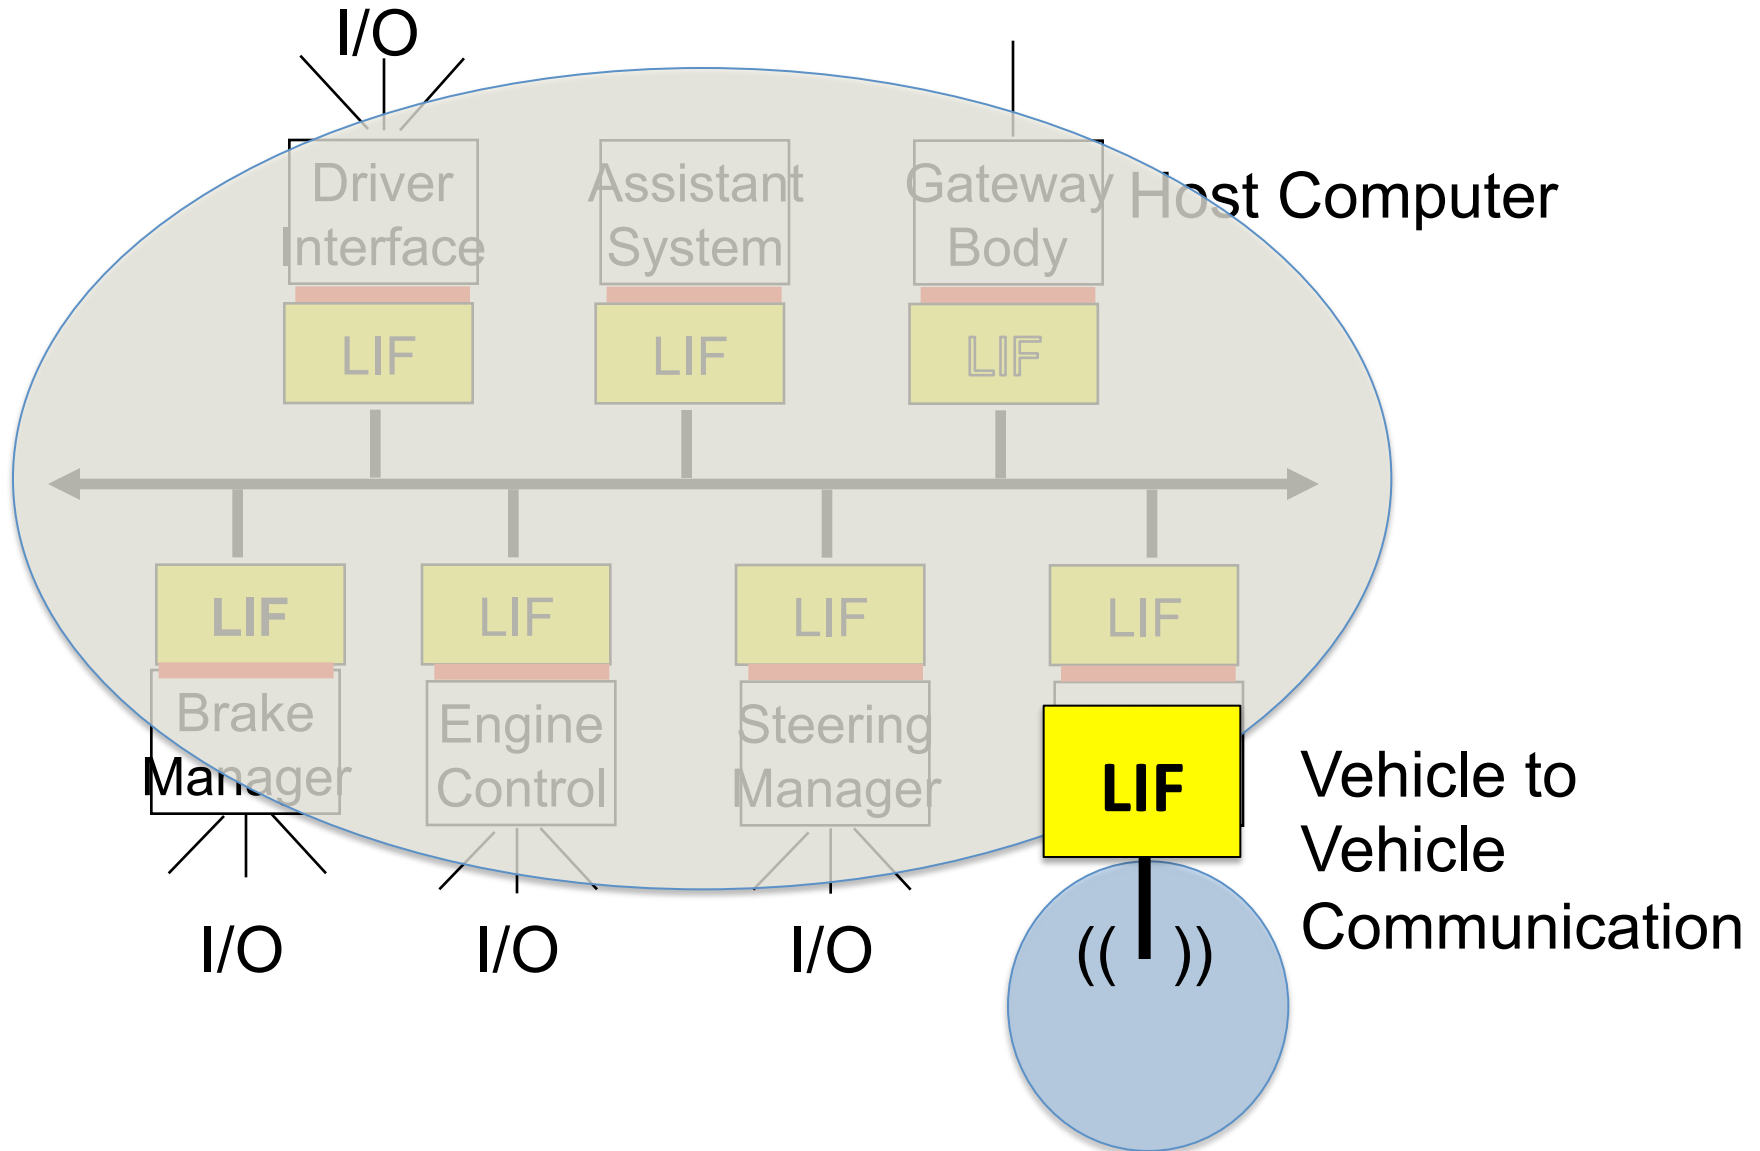 I/O
Driver
Interface
Assistant
System
Gateway
Body
Host Computer
LIF
LIF
LIF
LIF
LIF
LIF
LIF
Brake
Manager
Engine
Control
Steering
Manager
LIF
Vehicle to
Vehicle
Communication
I/O
I/O
I/O
(( ))